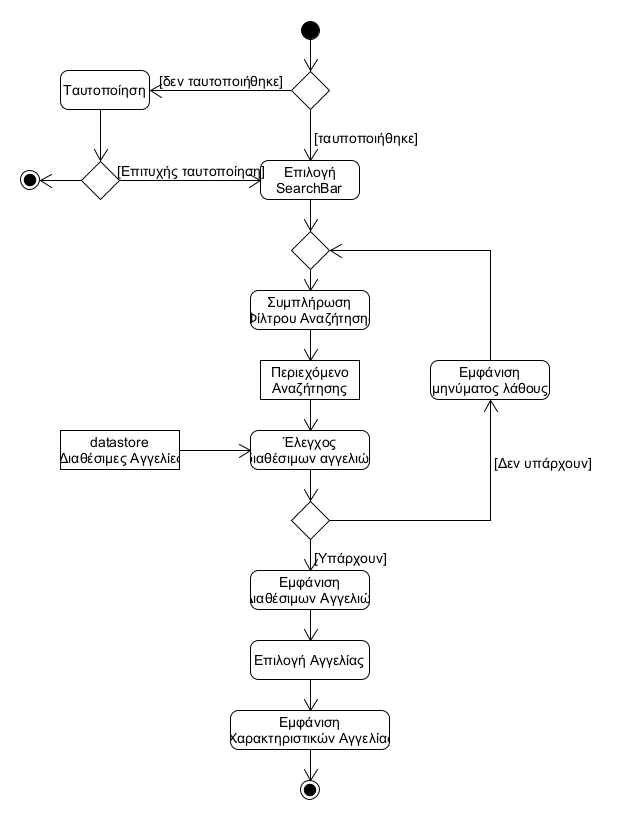 [δεν ταυτοποιήθηκε]
Ταυτοποίηση
[ταυτοποιήθηκε]
[Επιτυχής ταυτοποίηση]
Επιλογή
SearchBar
Συμπλήρωση
Φίλτρου Αναζήτηση
Περιεχόμενο
Αναζήτησης
Εμφάνιση
μηνύματος λάθους
datastore
Διαθέσιμες Αγγελίες
Έλεγχος
διαθέσιμων αγγελιώ
[Δεν υπάρχουν]
[Υπάρχουν]
Εμφάνιση
Διαθέσιμων Αγγελιώ
Επιλογή Αγγελίας
Εμφάνιση
Χαρακτηριστικών Αγγελίας